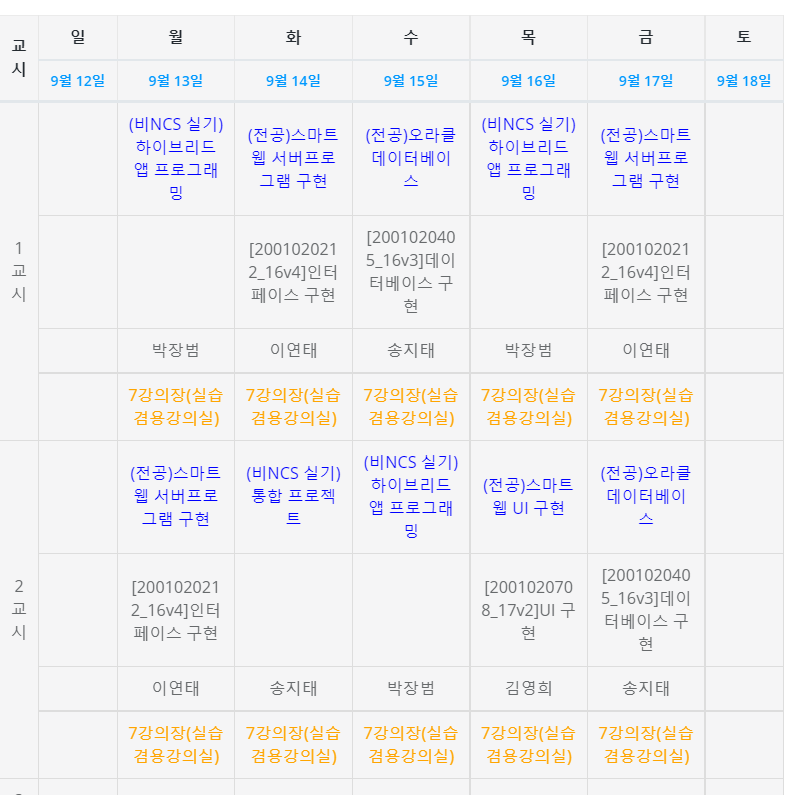 교
시
일 월 화 수 목 금 토
9월 12일 9월 13일 9월 14일 9월 15일 9월 16일 9월 17일 9월 18일
1
교
시
(비NCS 실기)
하이브리드
앱 프로그래
밍
(전공)스마트
웹 서버프로
그램 구현
(전공)오라클
데이터베이
스
(비NCS 실기)
하이브리드
앱 프로그래
밍
(전공)스마트
웹 서버프로
그램 구현
[200102021
2_16v4]인터
페이스 구현
[200102040
5_16v3]데이
터베이스 구
현
[200102021
2_16v4]인터
페이스 구현
박장범 이연태 송지태 박장범 이연태
7강의장(실습
겸용강의실)
7강의장(실습
겸용강의실)
7강의장(실습
겸용강의실)
7강의장(실습
겸용강의실)
7강의장(실습
겸용강의실)
2
교
시
(전공)스마트
웹 서버프로
그램 구현
(비NCS 실기)
통합 프로젝
트
(비NCS 실기)
하이브리드
앱 프로그래
밍
(전공)스마트
웹 UI 구현
(전공)오라클
데이터베이
스
[200102021
2_16v4]인터
페이스 구현
[200102070
8_17v2]UI 구
현
[200102040
5_16v3]데이
터베이스 구
현
이연태 송지태 박장범 김영희 송지태
7강의장(실습
겸용강의실)
7강의장(실습
겸용강의실)
7강의장(실습
겸용강의실)
7강의장(실습
겸용강의실)
7강의장(실습
겸용강의실)